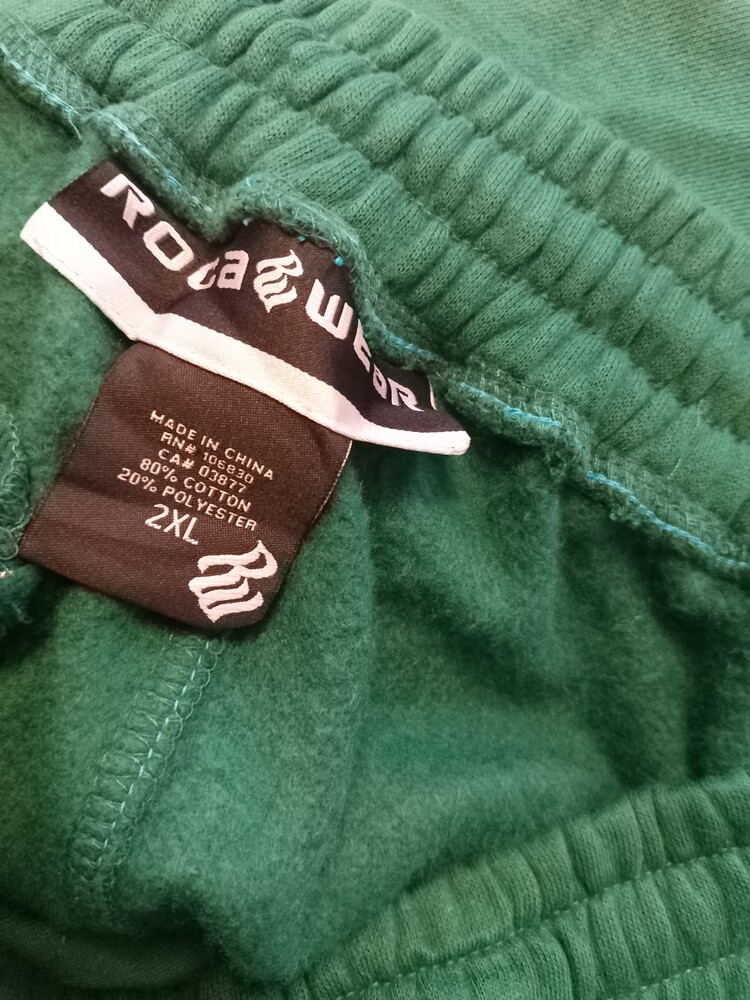 Rocawear
MADE IN CHINA
RN# 106830
CA# 03877
80% COTTON
20% POLYESTER
2XL